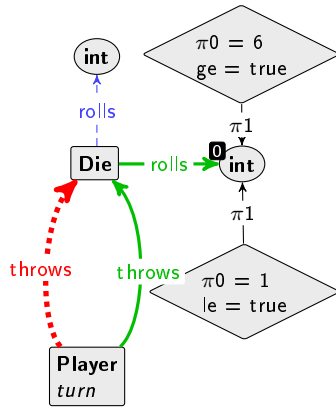 int
π0 = 6
ge = true
rolls
π1
0
Die
rolls
int
π1
throws
throws
π0 = 1
le = true
Player
turn